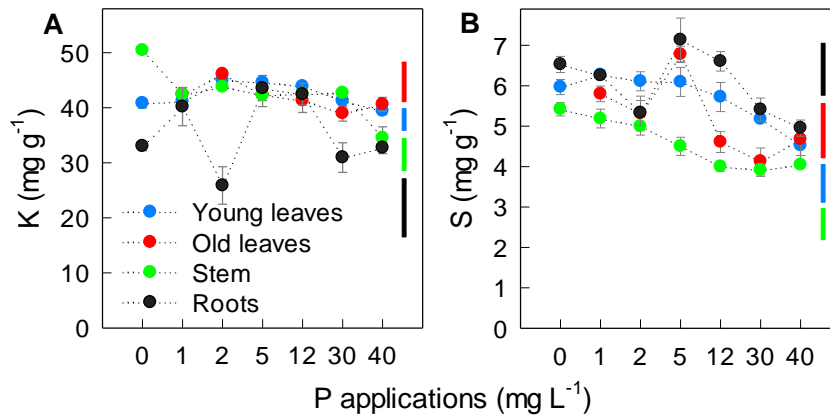 A
K (mg g⁻¹)
50
40
30
20
10
0
Young leaves
Old leaves
Stem
Roots
0 1 2 5 12 30 40
B
S (mg g⁻¹)
7
6
5
4
3
2
1
0
0 1 2 5 12 30 40
P applications (mg L⁻¹)